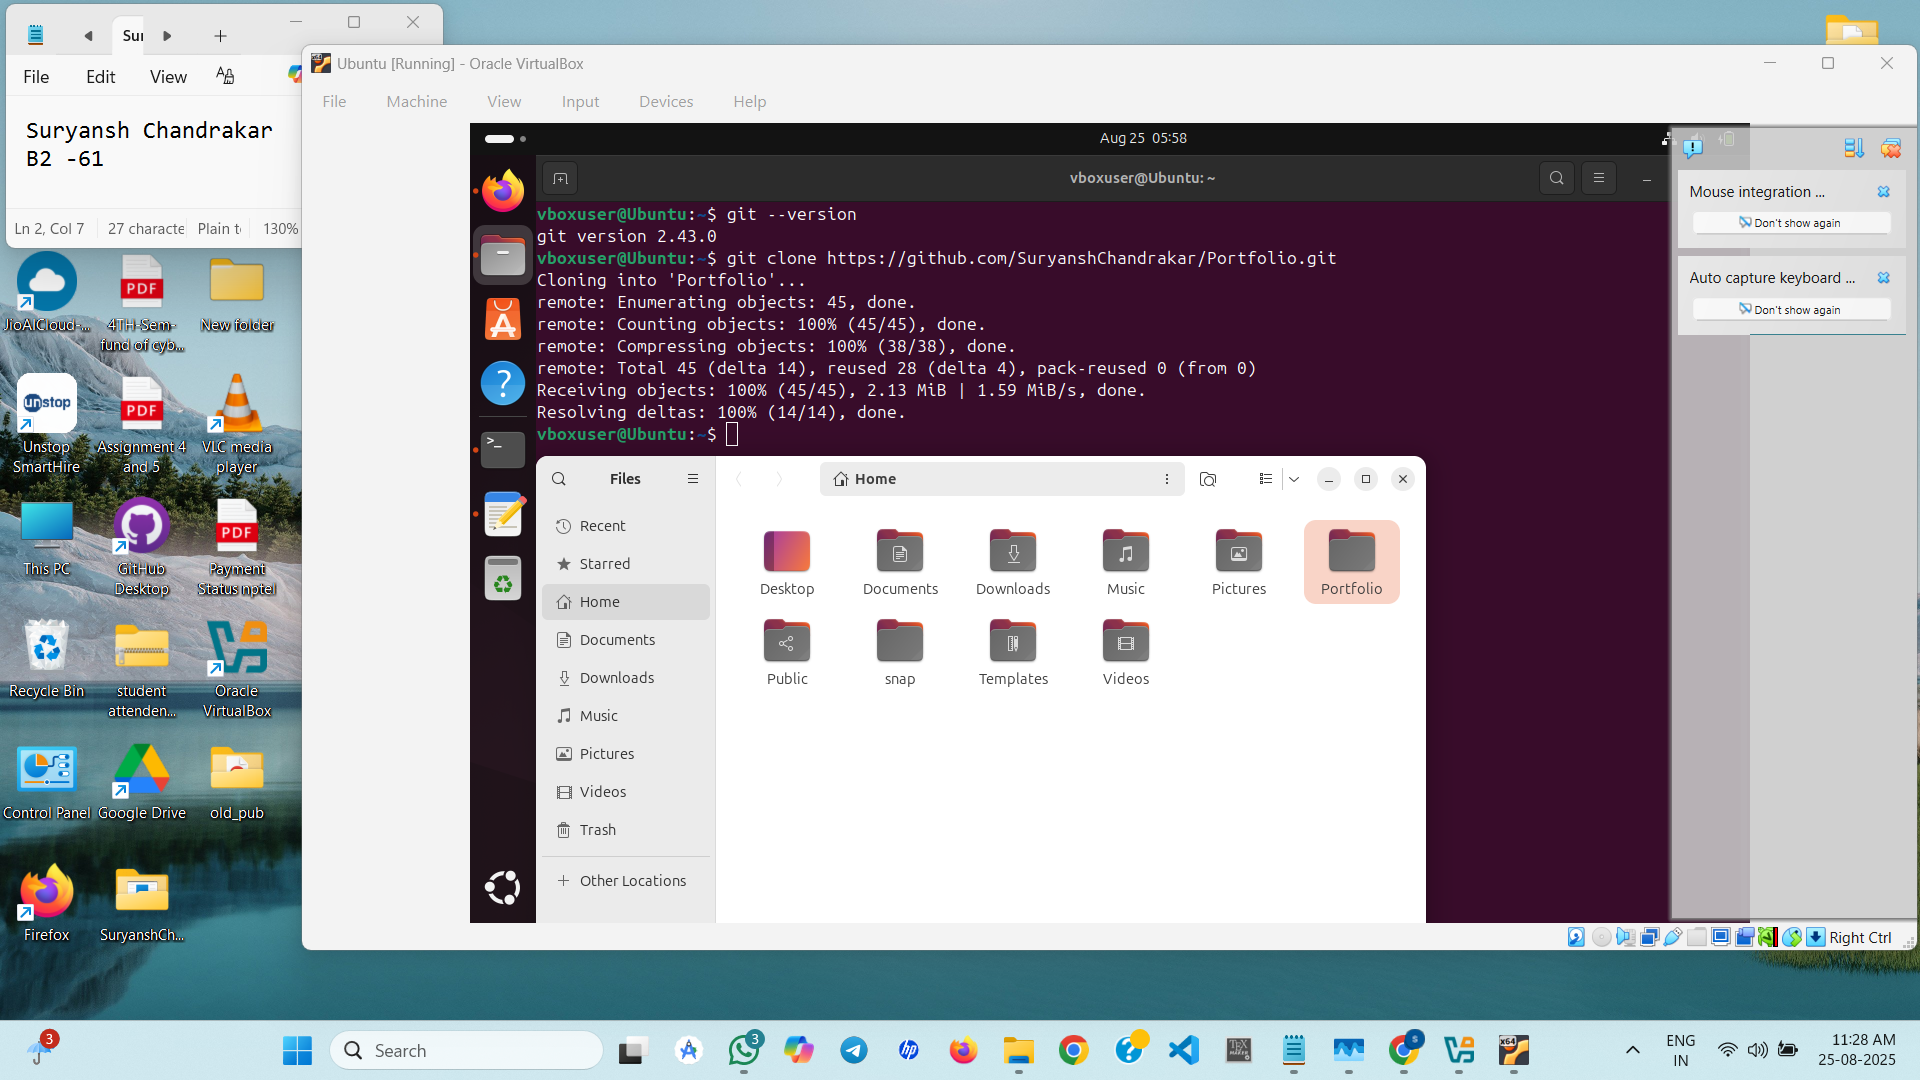 Sur
File
Edit
View
Suryansh Chandrakar
B2 -61
Ln 2, Col 7
27 characte
Plain t
130%
Ubuntu [Running] - Oracle VirtualBox
File
Machine
View
Input
Devices
Help
Aug 25 05:58
vboxuser@Ubuntu: ~
vboxuser@Ubuntu:~$ git --version
git version 2.43.0
vboxuser@Ubuntu:~$ git clone https://github.com/SuryanshChandrakar/Portfolio.git
Cloning into 'Portfolio'...
remote: Enumerating objects: 45, done.
remote: Counting objects: 100% (45/45), done.
remote: Compressing objects: 100% (38/38), done.
remote: Total 45 (delta 14), reused 28 (delta 4), pack-reused 0 (from 0)
Receiving objects: 100% (45/45), 2.13 MiB | 1.59 MiB/s, done.
Resolving deltas: 100% (14/14), done.
vboxuser@Ubuntu:~$
Mouse integration ...
Don't show again
Auto capture keyboard ...
Don't show again
Files
Home
Recent
Starred
Home
Documents
Downloads
Music
Pictures
Videos
Trash
Other Locations
Desktop
Documents
Downloads
Music
Pictures
Portfolio
Public
snap
Templates
Videos
Right Ctrl
JioAICloud-...
PDF
4TH-Sem-
fund of cyb...
New folder
unstop
Unstop
SmartHire
PDF
Assignment 4
and 5
VLC media
player
This PC
GitHub
Desktop
PDF
Payment
Status nptel
Recycle Bin
student
attenden...
Oracle
VirtualBox
Control Panel
Google Drive
old_pub
Firefox
SuryanshCh...
3
Search
3
hp
TEX
MAKER
S
x64
ENG
IN
11:28 AM
25-08-2025